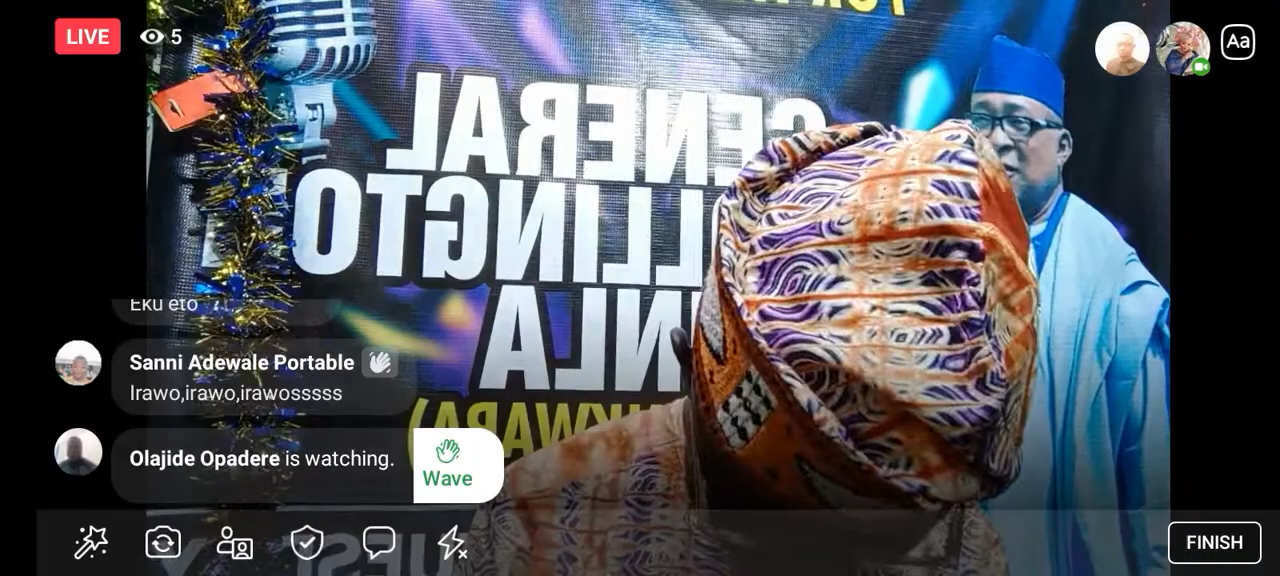 LIVE
5
Aa
GENERAL
LLINGTO
NLA
KWARA)
Eku eto
Sanni Adewale Portable
Irawo,irawo,irawosssss
Olajide Opadere is watching.
Wave
FINISH